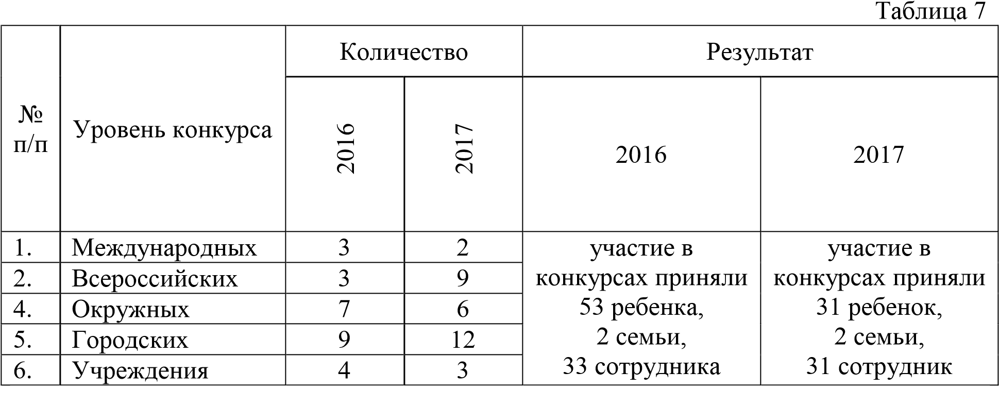 Таблица 7
№ п/п
Уровень конкурса
Количество
Результат
2016
2017
2016
2017
1. Международных 3 2
2. Всероссийских 3 9
4. Окружных 7 6
5. Городских 9 12
6. Учреждения 4 3
участие в
конкурсах приняли
53 ребенка,
2 семьи,
33 сотрудника
участие в
конкурсах приняли
31 ребенок,
2 семьи,
31 сотрудник